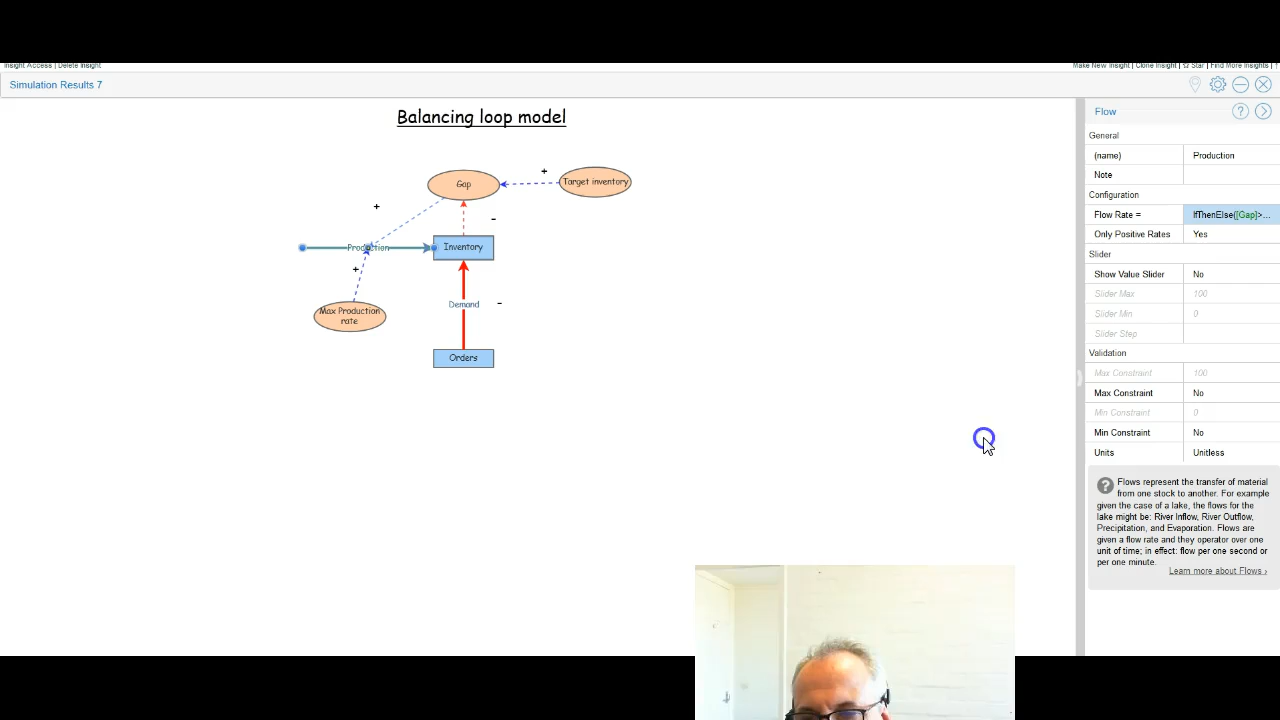 Insight Access | Delete Insight
Make New Insight | Clone Insight | ☆ Star | Find More Insights |
Simulation Results 7
Balancing loop model
Flow
General
(name) Production
Note
Configuration
Flow Rate = IfThenElse([Gap]>...
Only Positive Rates Yes
Slider
Show Value Slider No
Slider Max 100
Slider Min 0
Slider Step
Validation
Max Constraint 100
Max Constraint No
Min Constraint 0
Min Constraint No
Units Unitless
Flows represent the transfer of material
from one stock to another. For example
given the case of a lake, the flows for the
lake might be: River Inflow, River Outflow,
Precipitation, and Evaporation. Flows are
given a flow rate and they operator over one
unit of time; in effect: flow per one second or
per one minute.
Learn more about Flows ›
+
Gap
Target inventory
+
-
Production
Inventory
+
Demand
-
Max Production
rate
Orders